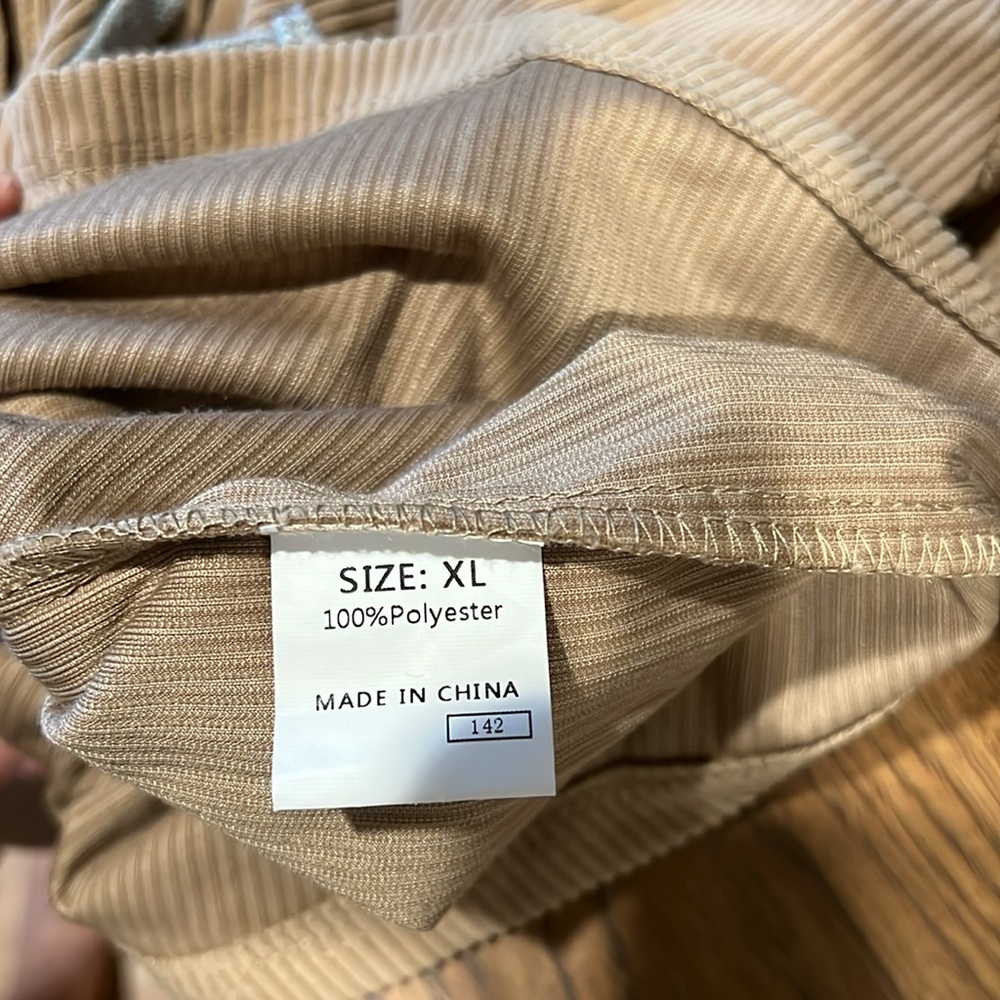 SIZE: XL
100%Polyester
MADE IN CHINA
142